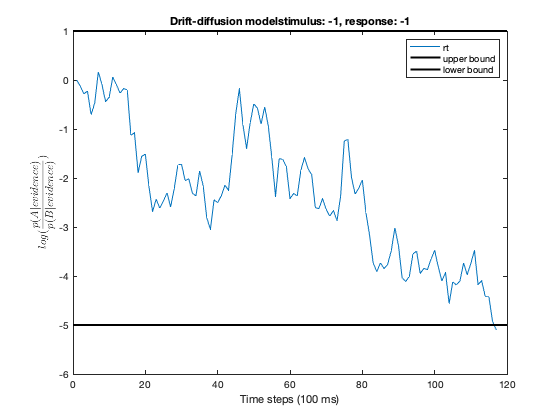 Drift-diffusion modelstimulus: -1, response: -1
rt
upper bound
lower bound
1
0
-1
-2
-3
-4
-5
-6
log(p(A|evidence)/p(B|evidence))
0
20
40
60
80
100
120
Time steps (100 ms)